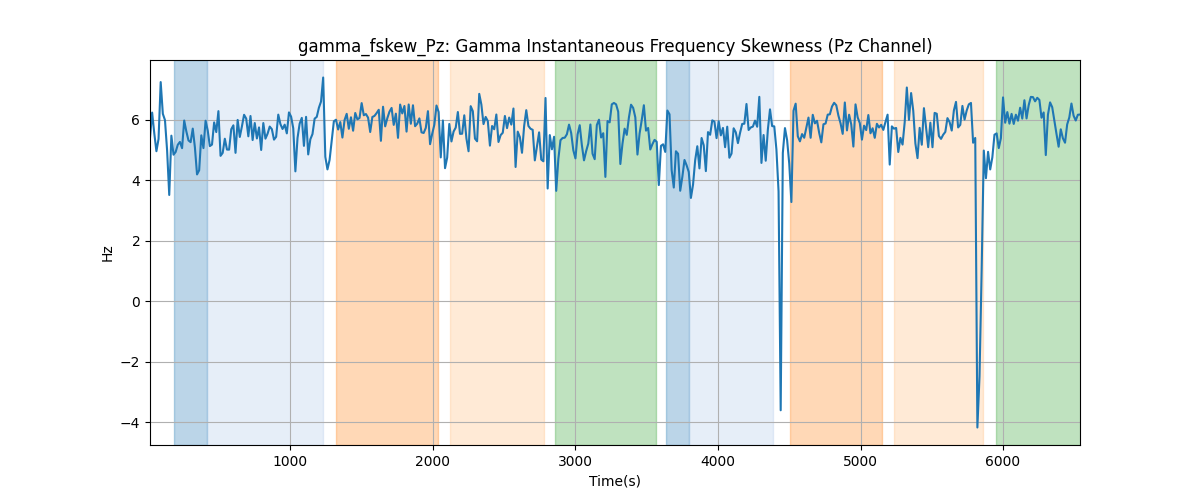 gamma_fskew_Pz: Gamma Instantaneous Frequency Skewness (Pz Channel)
Hz
6
4
2
0
−2
−4
1000 2000 3000 4000 5000 6000
Time(s)